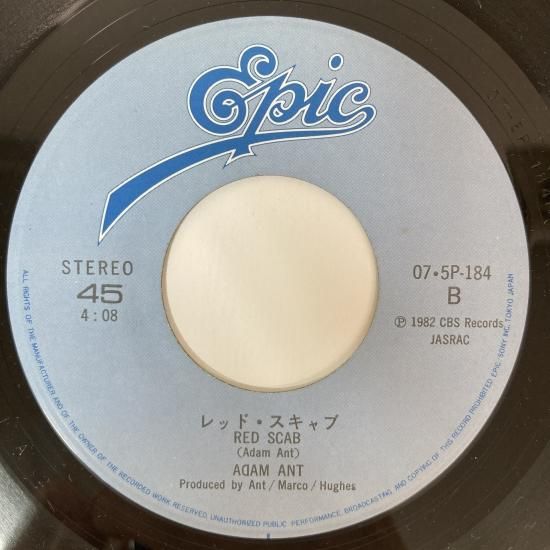 Epic
STEREO
45
4:08
07・5P-184
B
Ⓟ 1982 CBS Records
JASRAC
レッド・スキャブ
RED SCAB
(Adam Ant)
ADAM ANT
Produced by Ant/Marco/Hughes
ALL RIGHTS OF THE MANUFACTURER AND OF THE OWNER OF THE RECORDED WORK RESERVED. UNAUTHORIZED PUBLIC PERFORMANCE, BROADCASTING, AND COPYING OF THIS RECORD PROHIBITED EPIC・SONY INC. TOKYO JAPAN